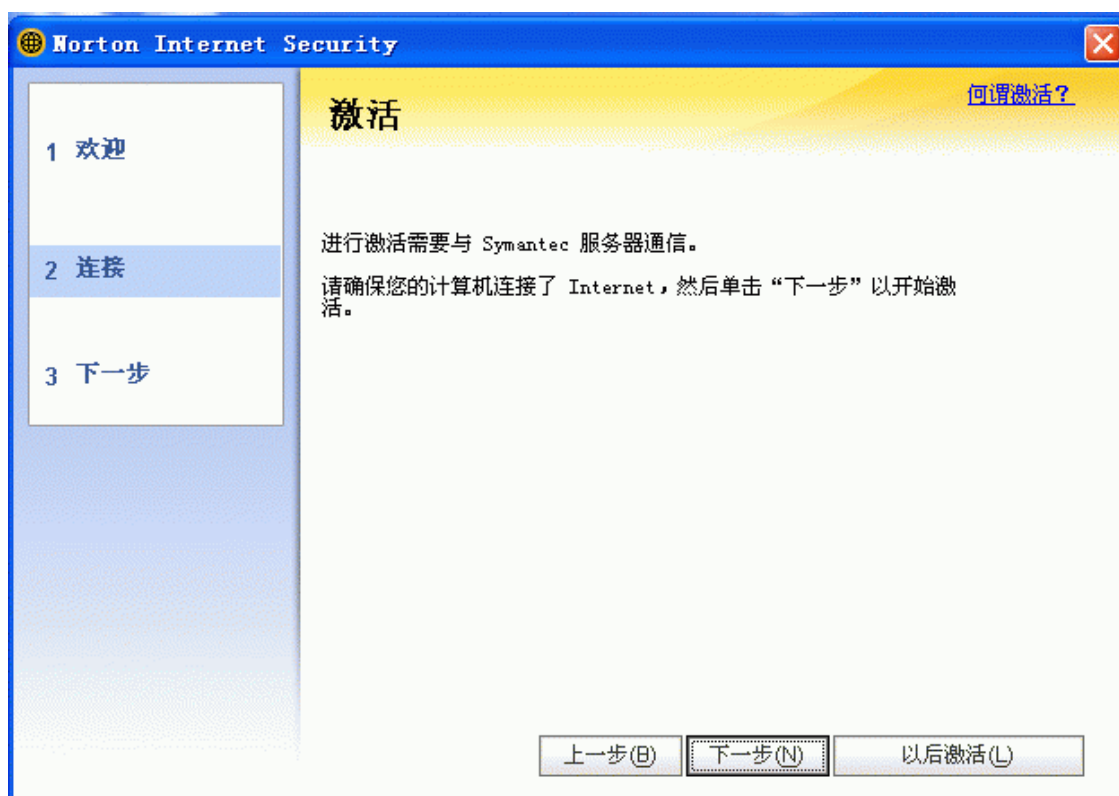 Norton Internet Security
激活
何谓激活?
1 欢迎
2 连接
3 下一步
进行激活需要与 Symantec 服务器通信。
请确保您的计算机连接了 Internet，然后单击“下一步”以开始激
活。
上一步(B)
下一步(N)
以后激活(L)